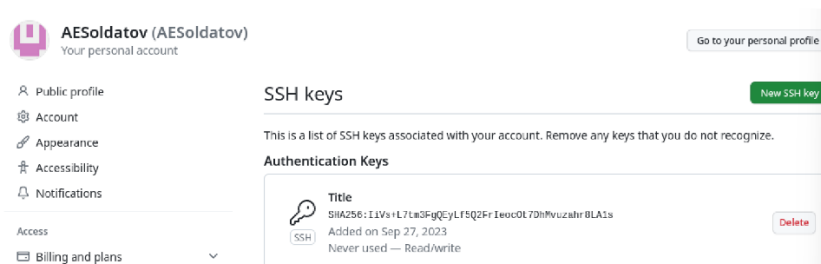 AESoldatov (AESoldatov)
Your personal account
Go to your personal profile
Public profile
Account
Appearance
Accessibility
Notifications
Access
Billing and plans
SSH keys
New SSH key
This is a list of SSH keys associated with your account. Remove any keys that you do not recognize.
Authentication Keys
Title
SHA256:IiVs+L7tm3FgQEyLf5Q2FrIeocOt7DhMvuzahr8LA1s
SSH
Added on Sep 27, 2023
Never used — Read/write
Delete